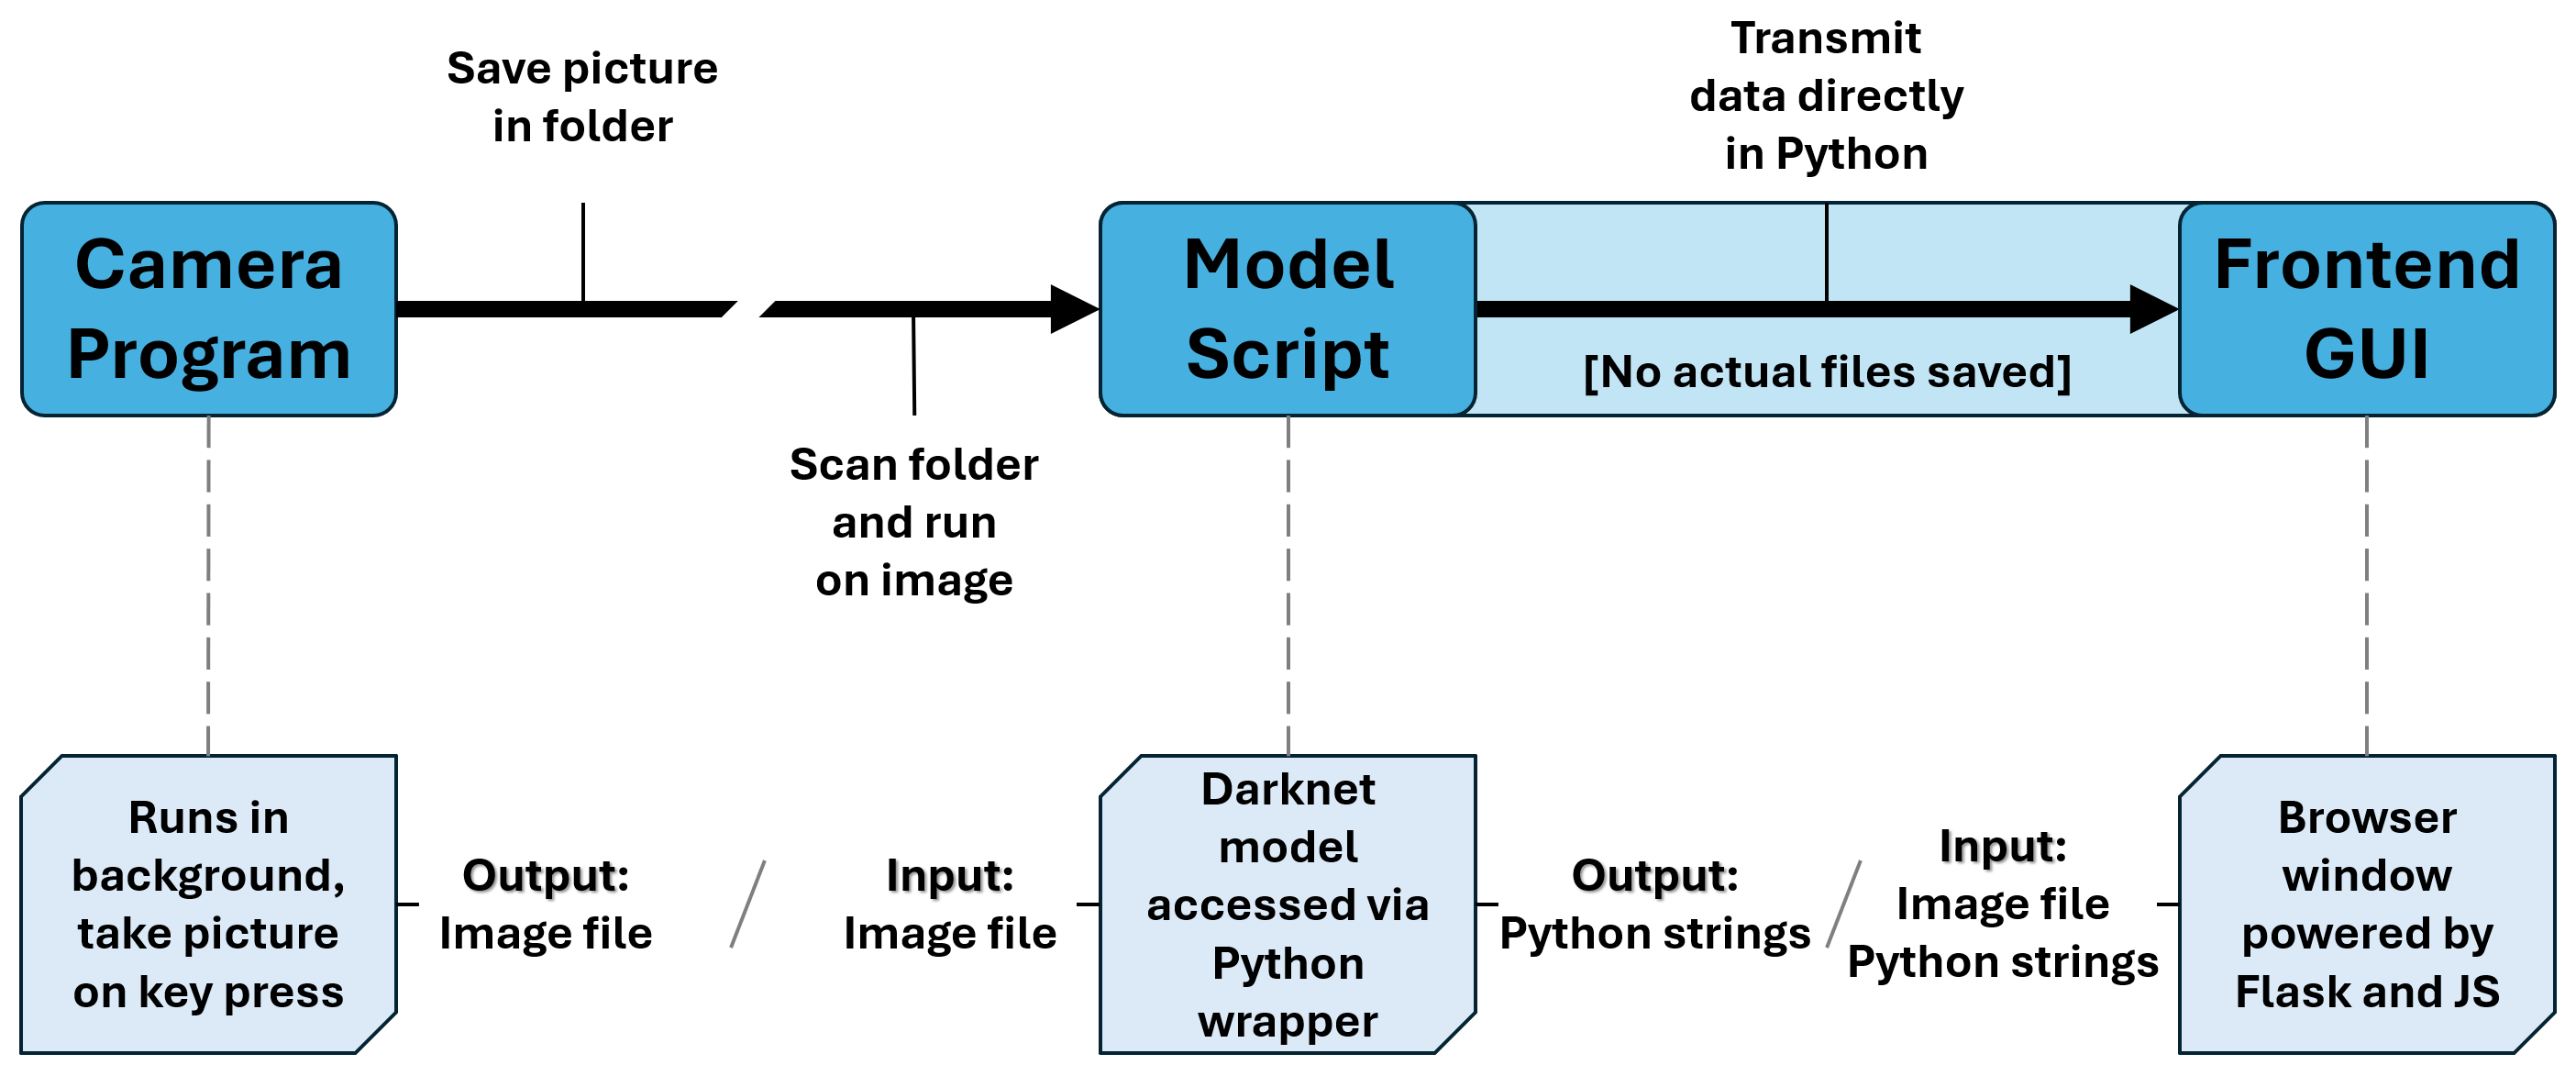 Save picture
in folder
Transmit
data directly
in Python
Camera
Program
Model
Script
[No actual files saved]
Frontend
GUI
Scan folder
and run
on image
Runs in
background,
take picture
on key press
Output:
Image file
/
Input:
Image file
Darknet
model
accessed via
Python
wrapper
Output:
Python strings
/
Input:
Image file
Python strings
Browser
window
powered by
Flask and JS